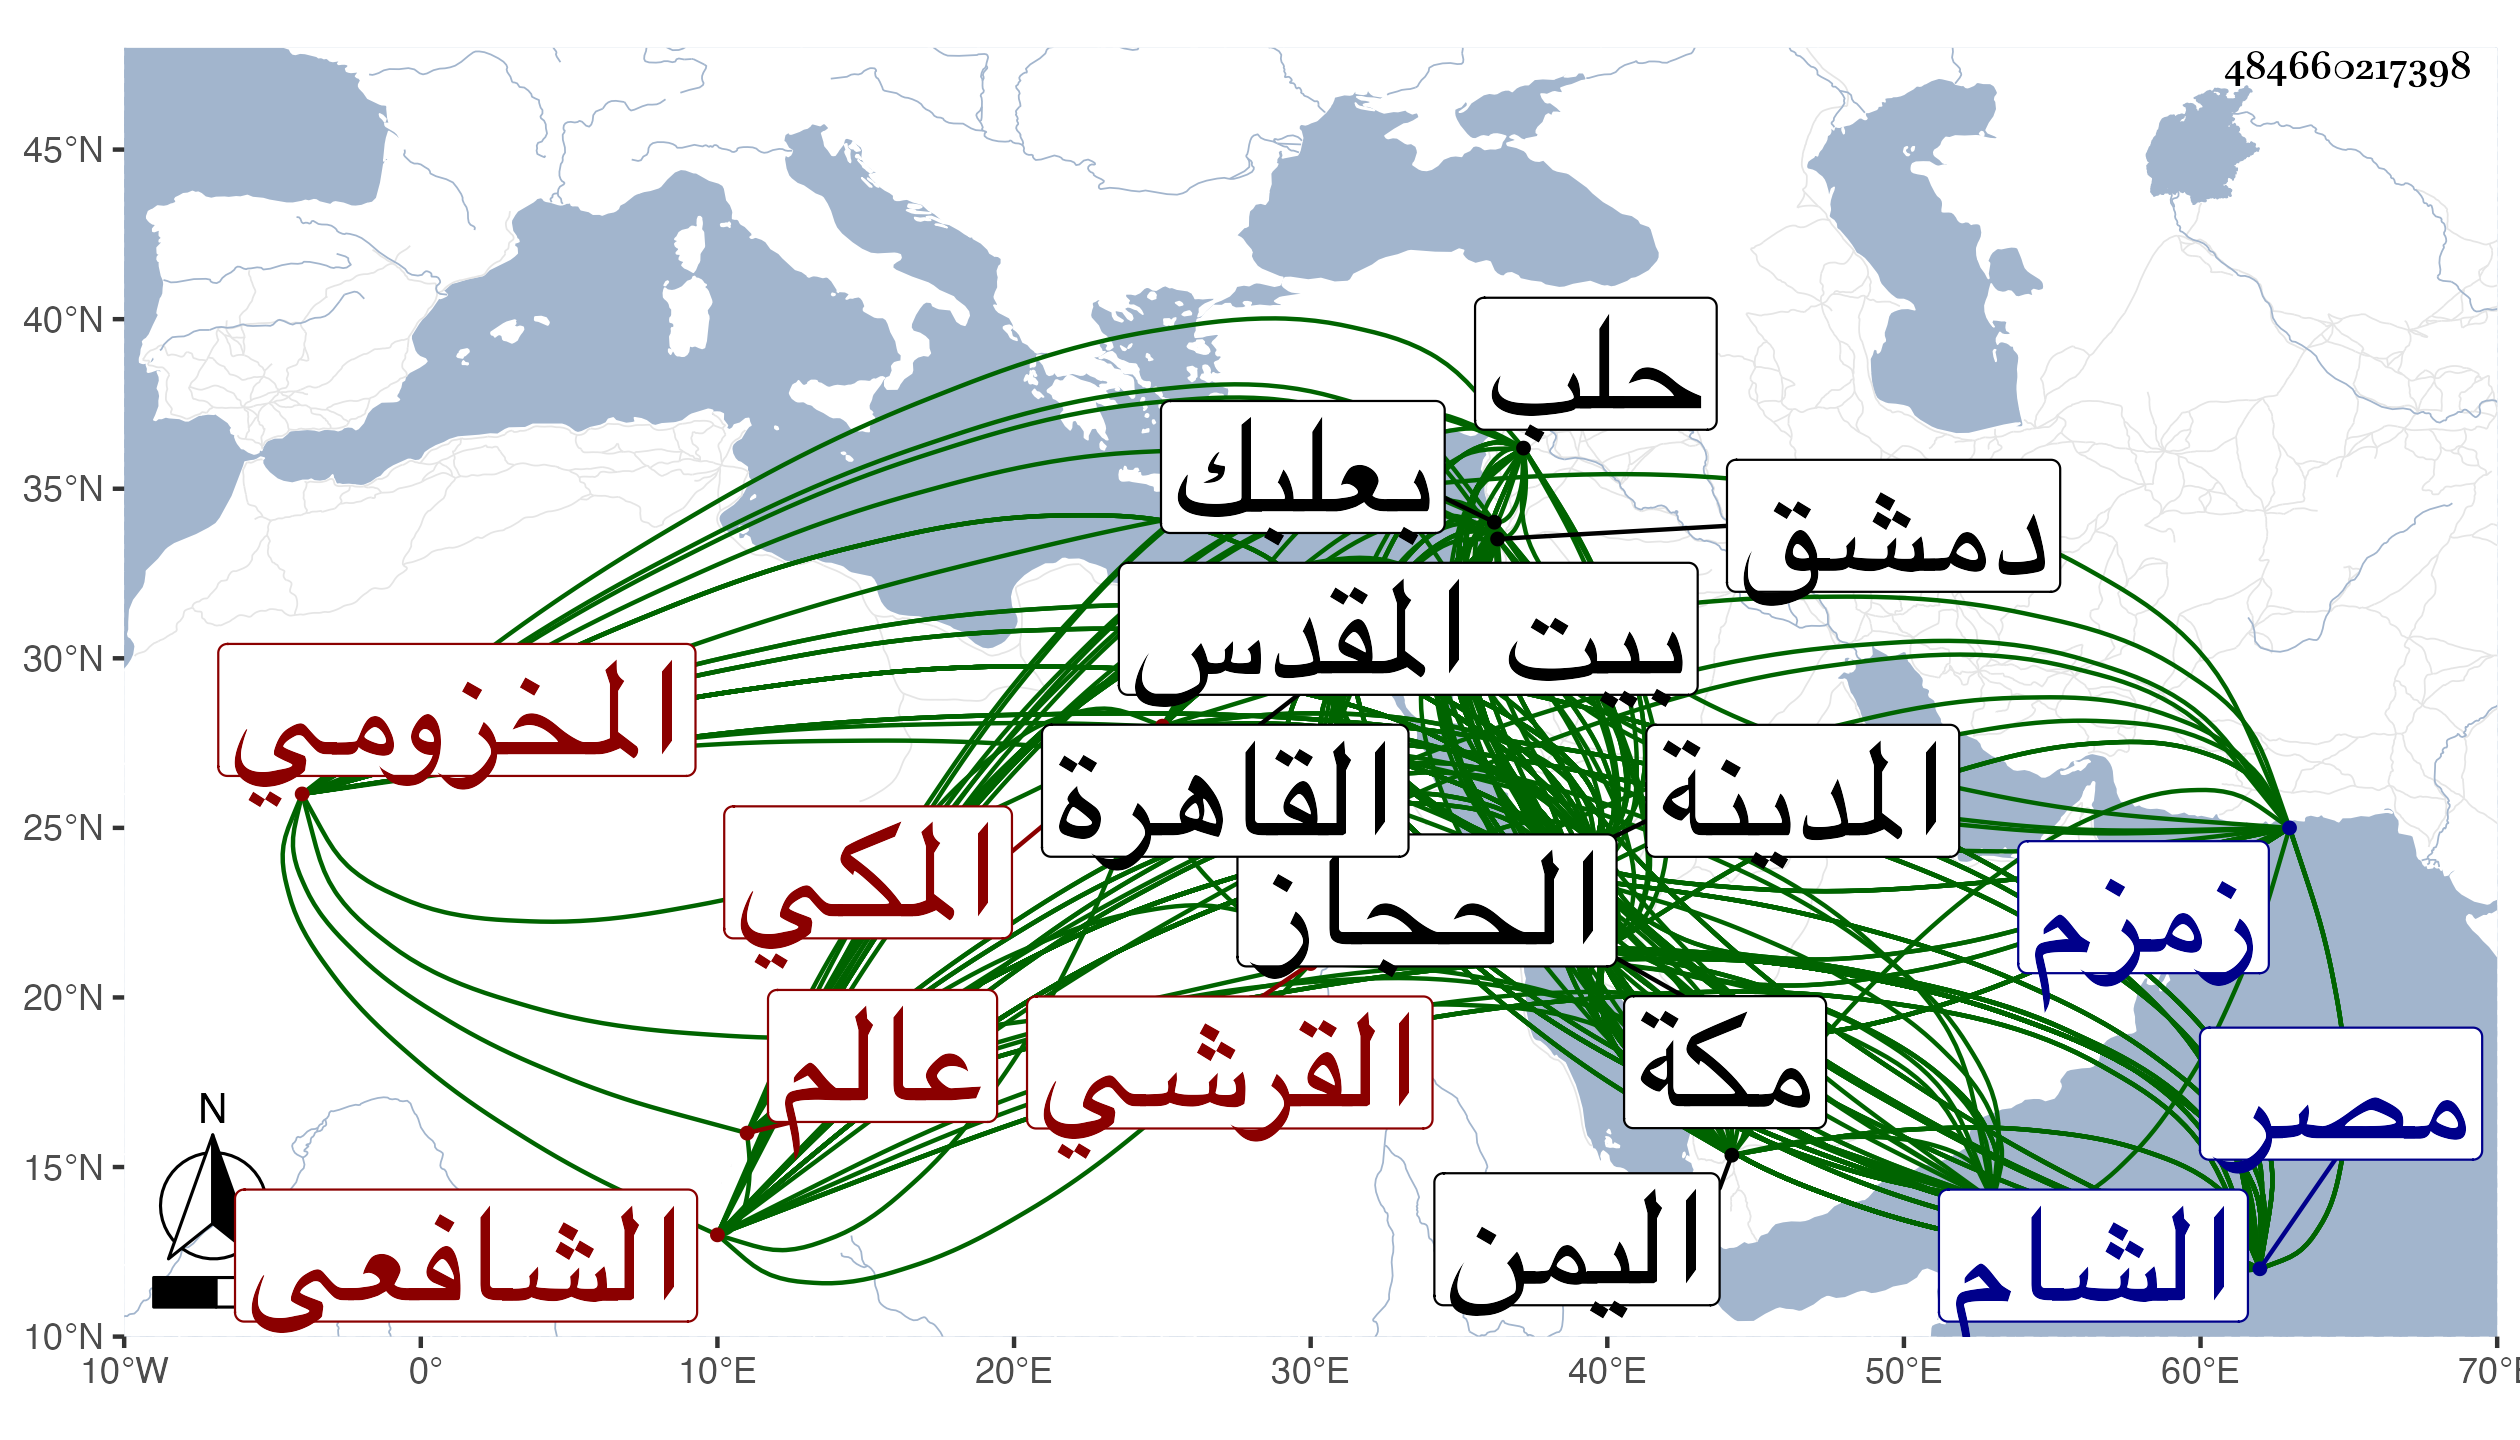 484660217398
45°N
40°N
35°N
30°N
25°N
20°N
15°N
10°N
حلب
بعلبك
دمشق
بيت المقدس
المخزومي
القاهرة
المدينة
المكي
الحجاز
زمزم
عالم
القرشي
مكة
مصر
N
الشافعي
اليمن
الشام
10°W 0° 10°E 20°E 30°E 40°E 50°E 60°E 70°E